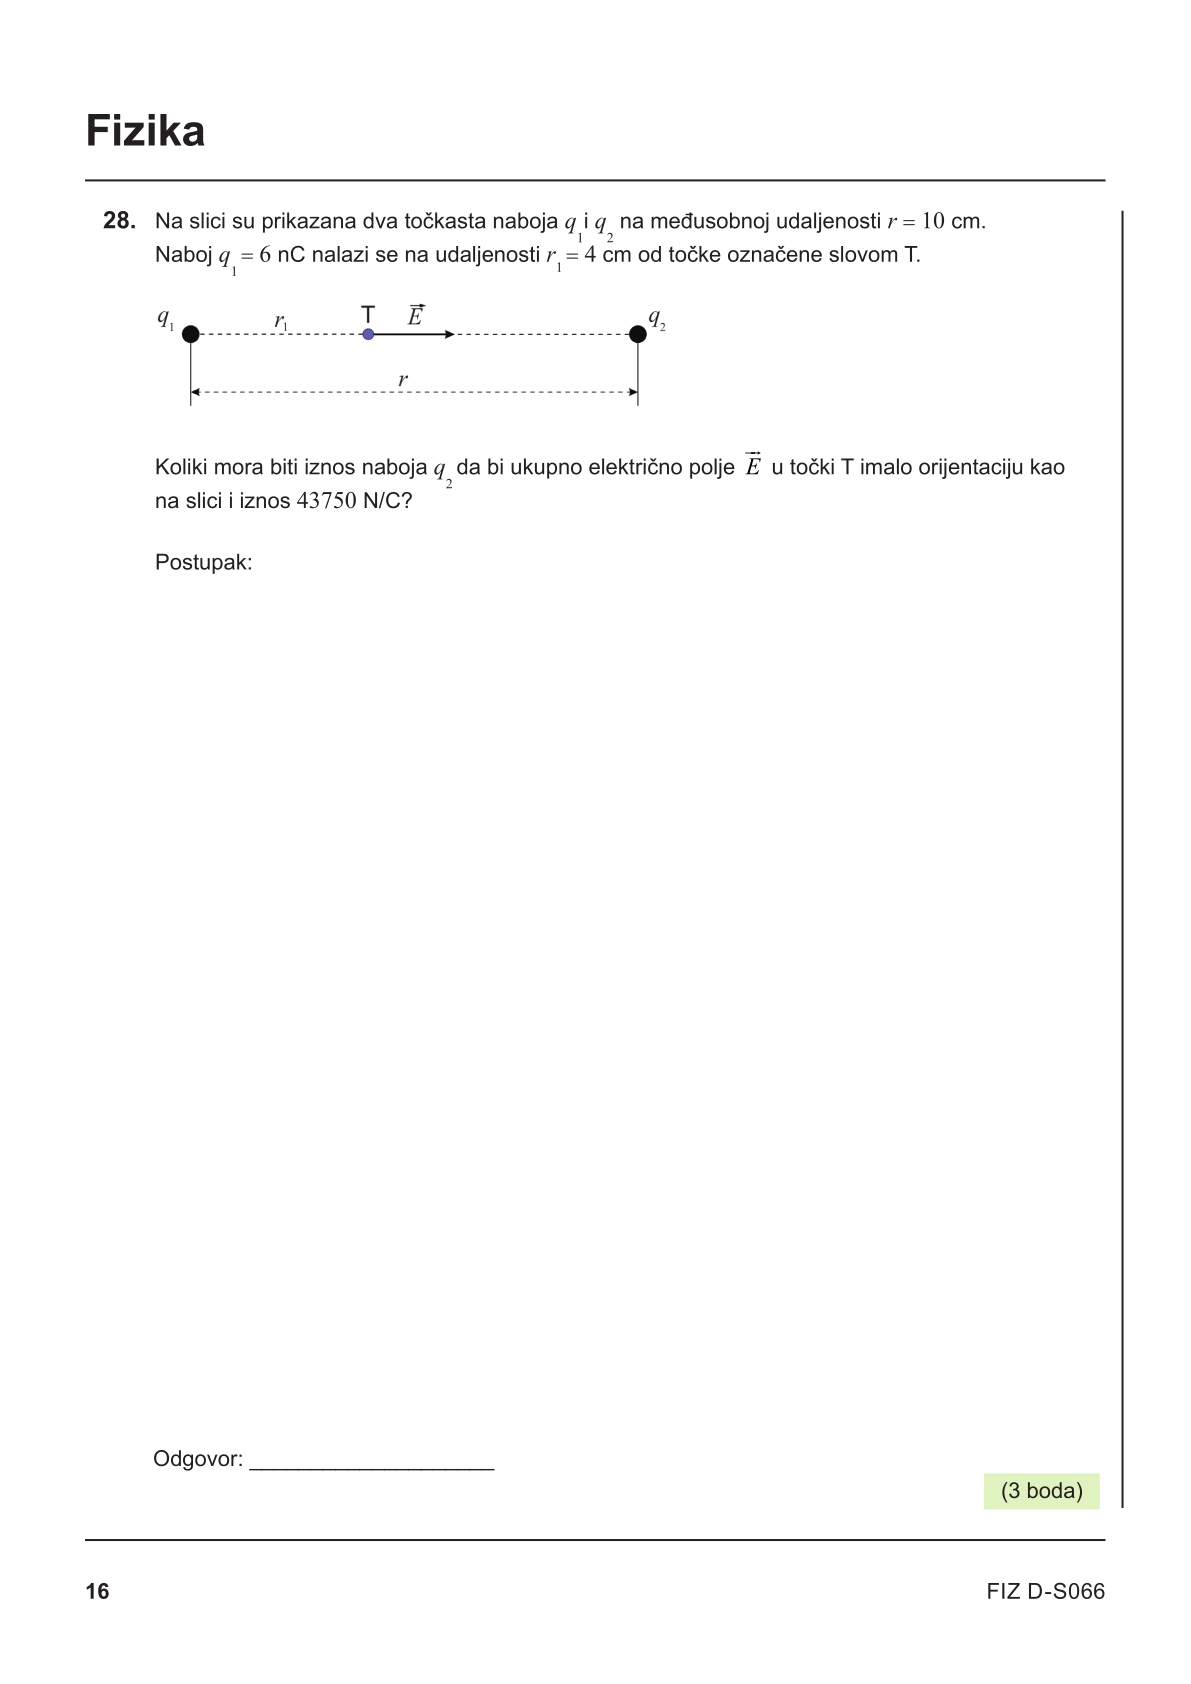 Fizika
28. Na slici su prikazana dva točkasta naboja q₁ i q₂ na međusobnoj udaljenosti r = 10 cm.
Naboj q₁ = 6 nC nalazi se na udaljenosti r₁ = 4 cm od točke označene slovom T.
q₁ r₁ T E⃗ q₂
r
Koliki mora biti iznos naboja q₂ da bi ukupno električno polje E⃗ u točki T imalo orijentaciju kao
na slici i iznos 43750 N/C?
Postupak:
Odgovor: ____________________
(3 boda)
16 FIZ D-S066